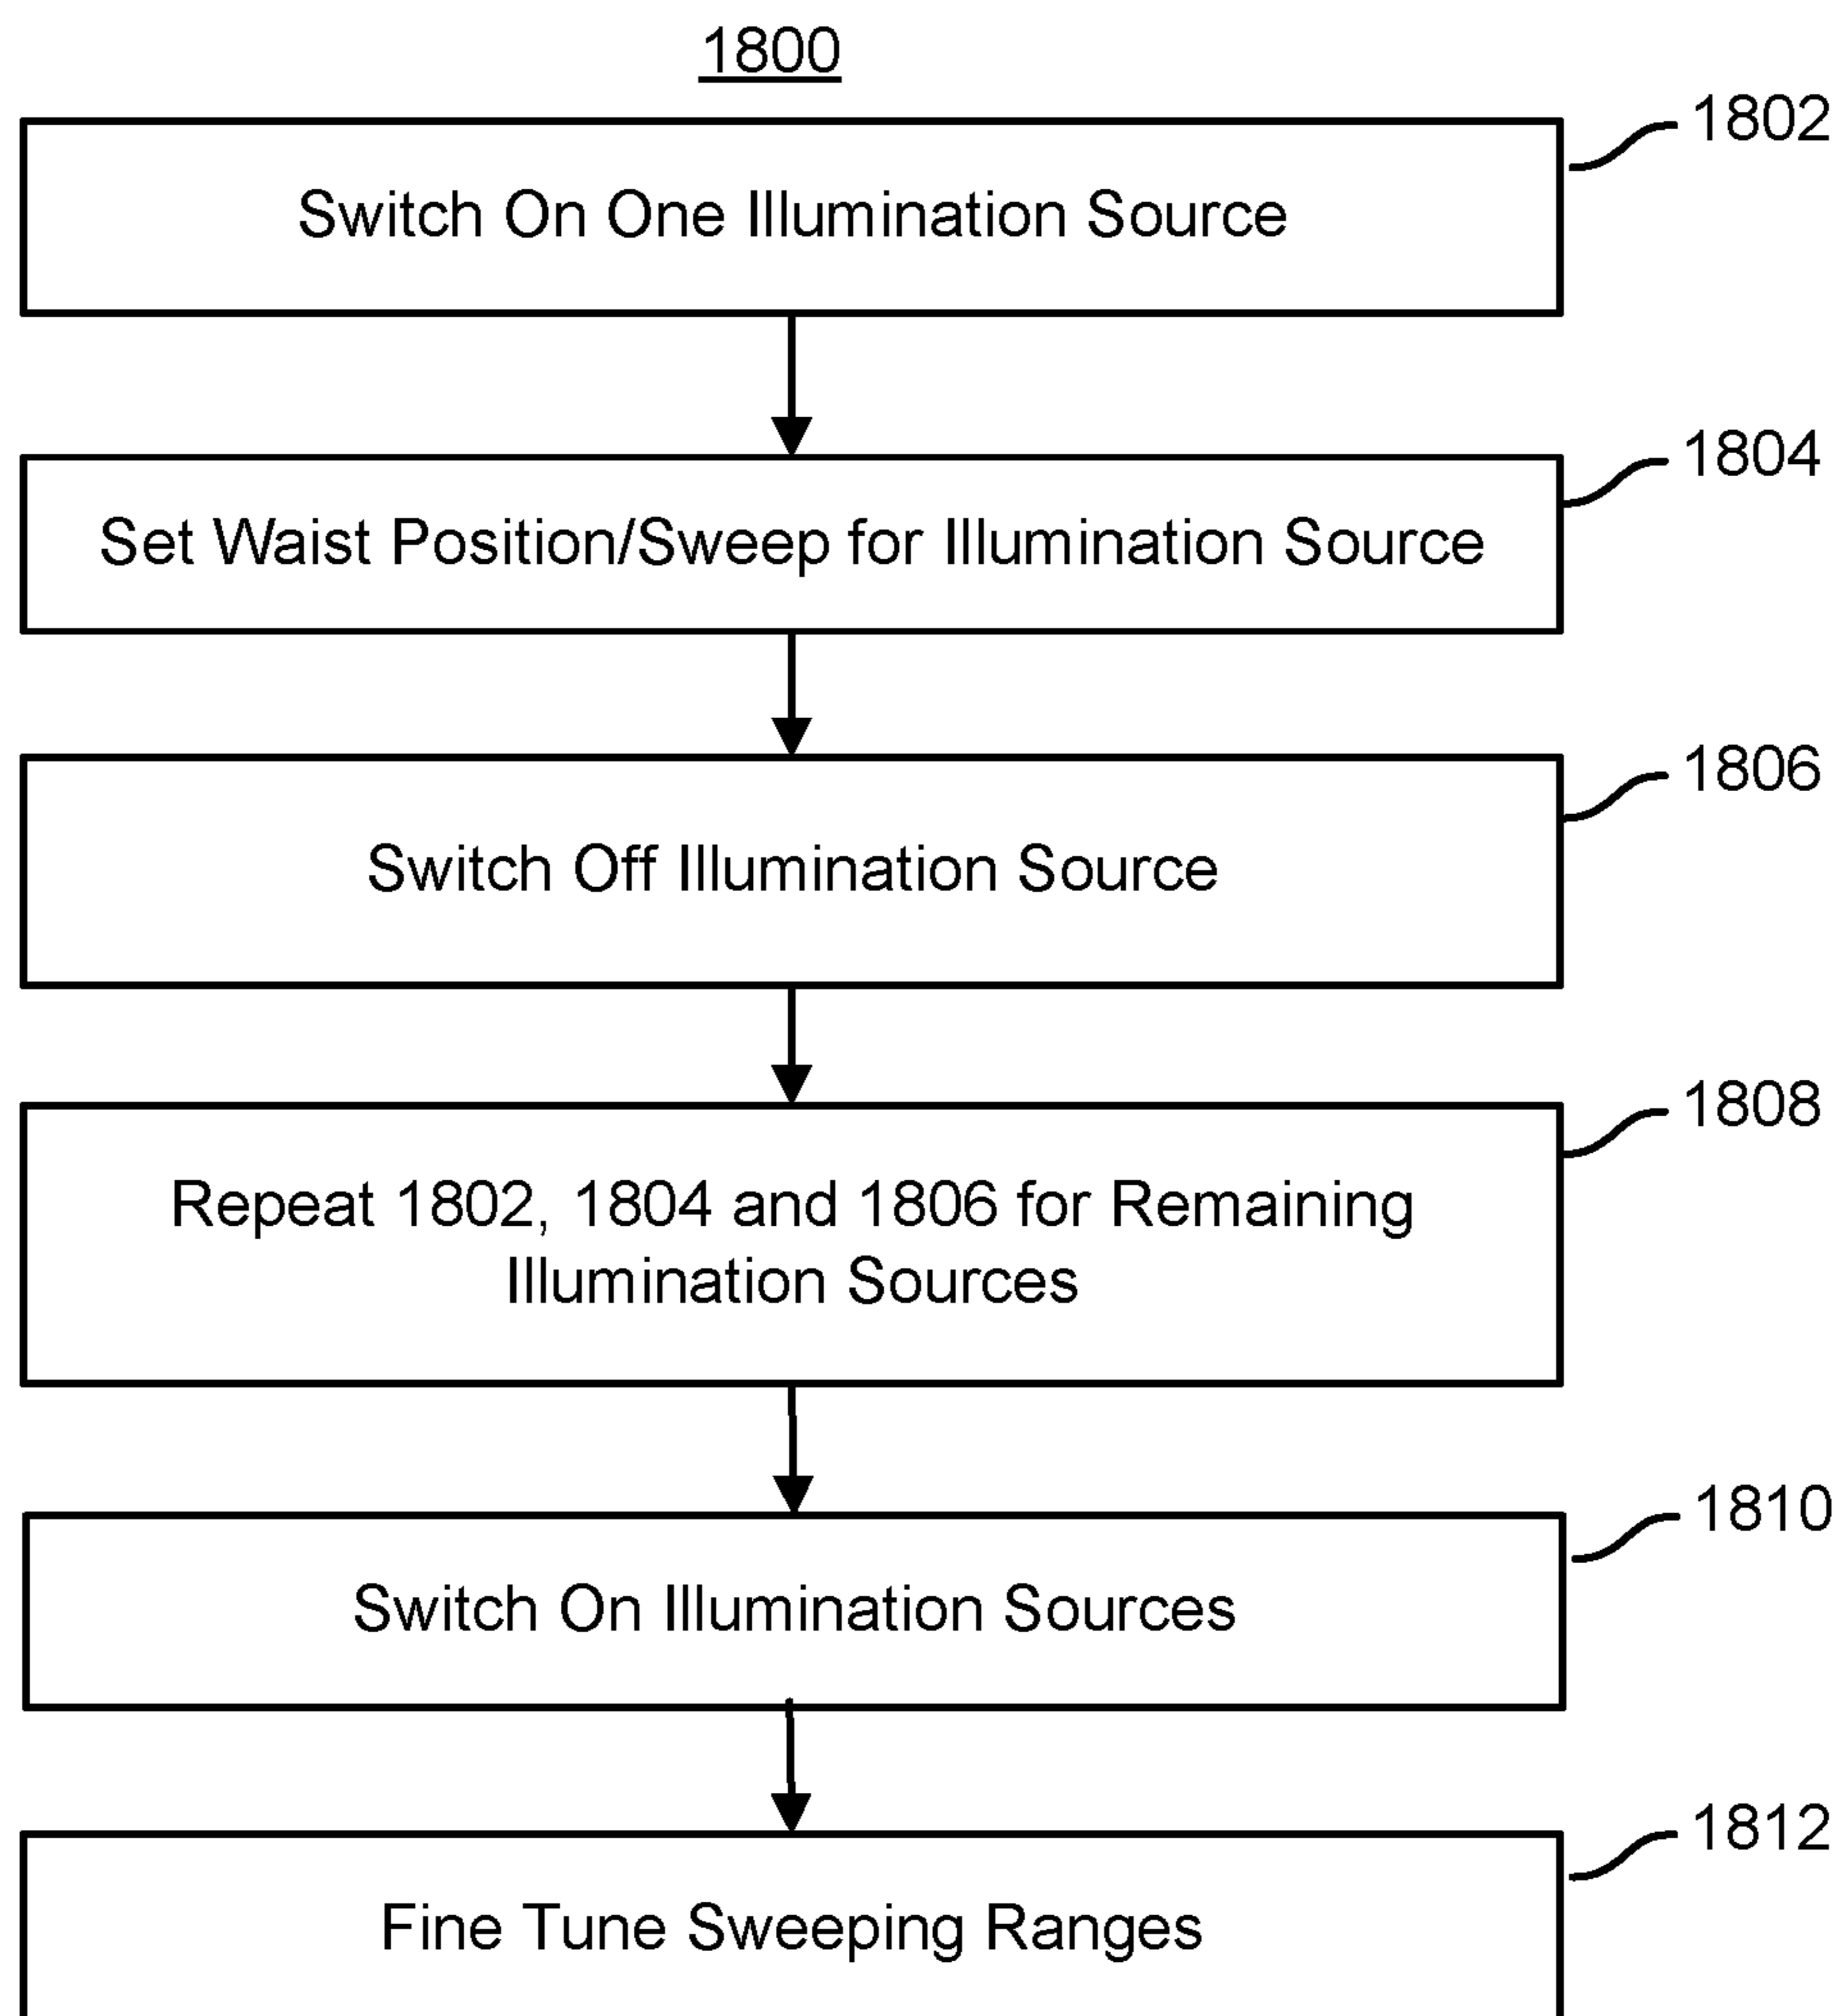 1800
1802
Switch On One Illumination Source
1804
Set Waist Position/Sweep for Illumination Source
1806
Switch Off Illumination Source
1808
Repeat 1802, 1804 and 1806 for Remaining
Illumination Sources
1810
Switch On Illumination Sources
1812
Fine Tune Sweeping Ranges